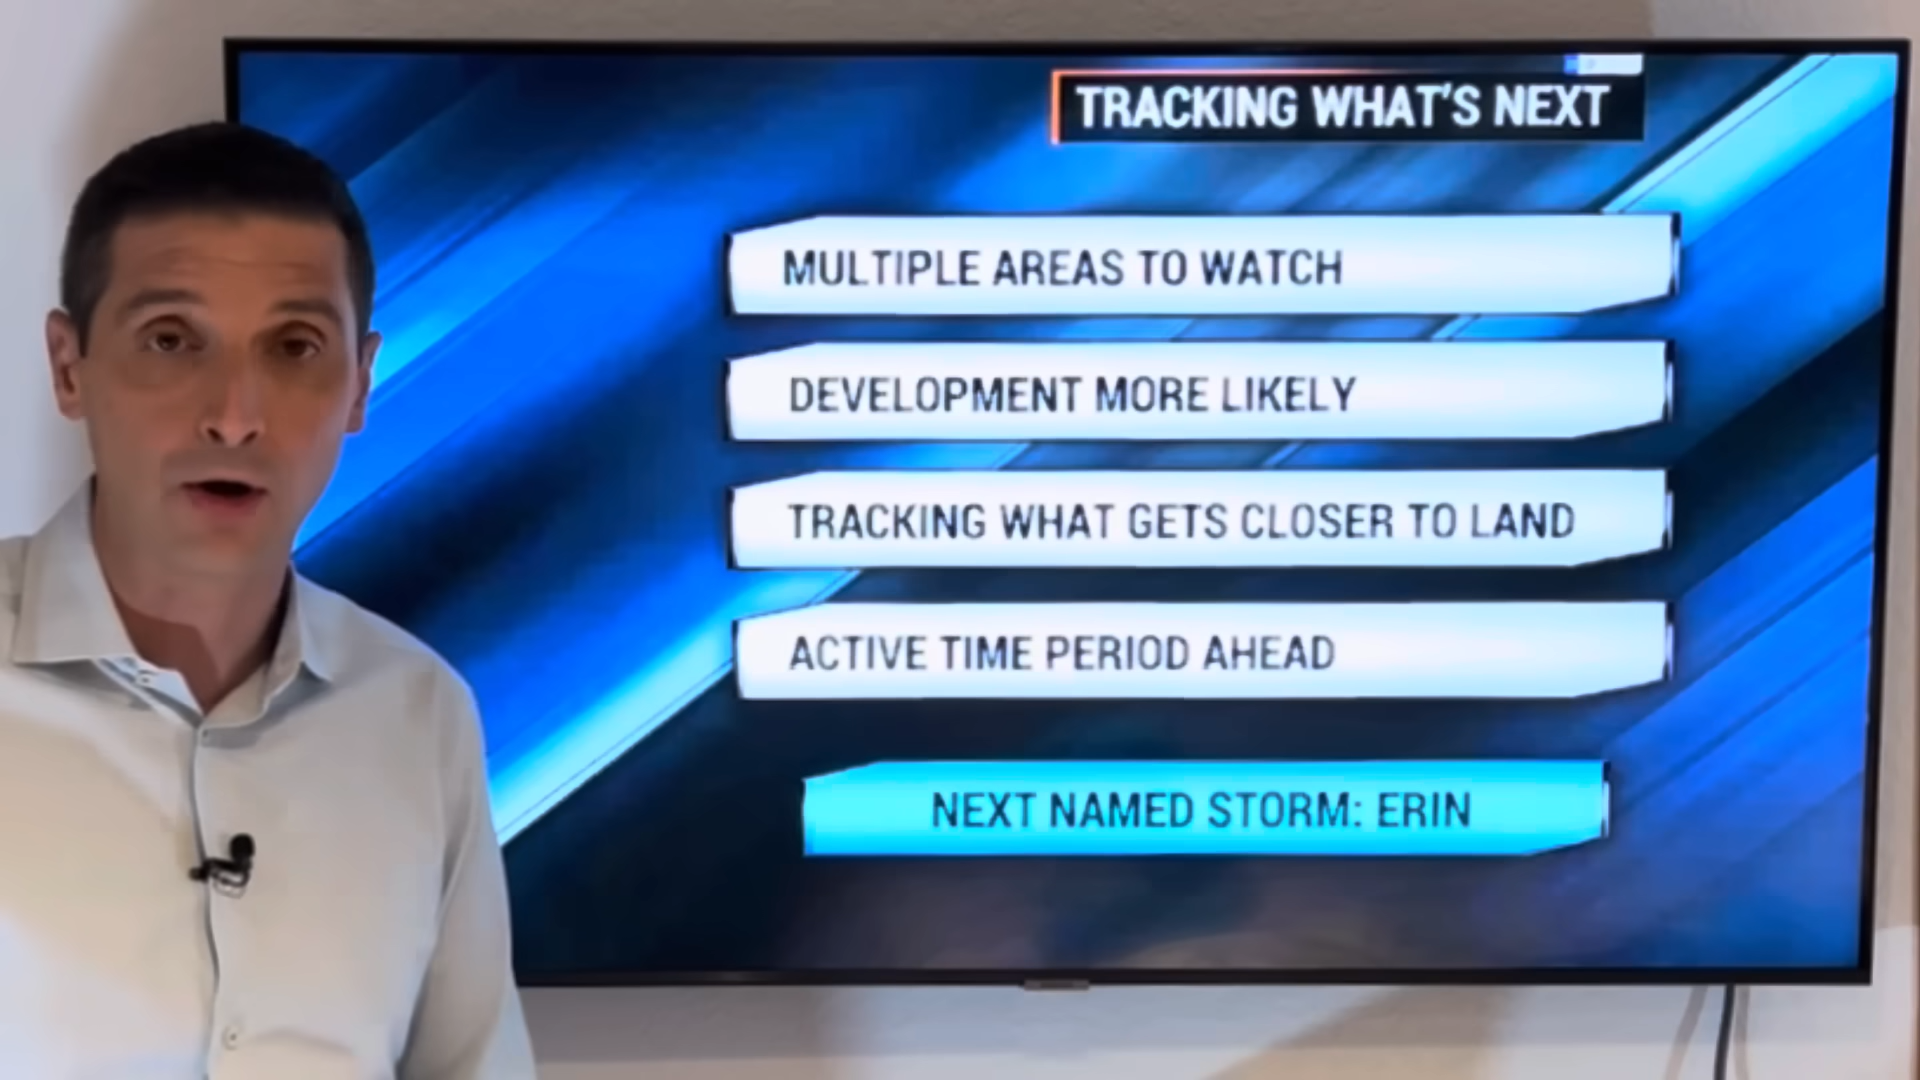 TRACKING WHAT'S NEXT
MULTIPLE AREAS TO WATCH
DEVELOPMENT MORE LIKELY
TRACKING WHAT GETS CLOSER TO LAND
ACTIVE TIME PERIOD AHEAD
NEXT NAMED STORM: ERIN